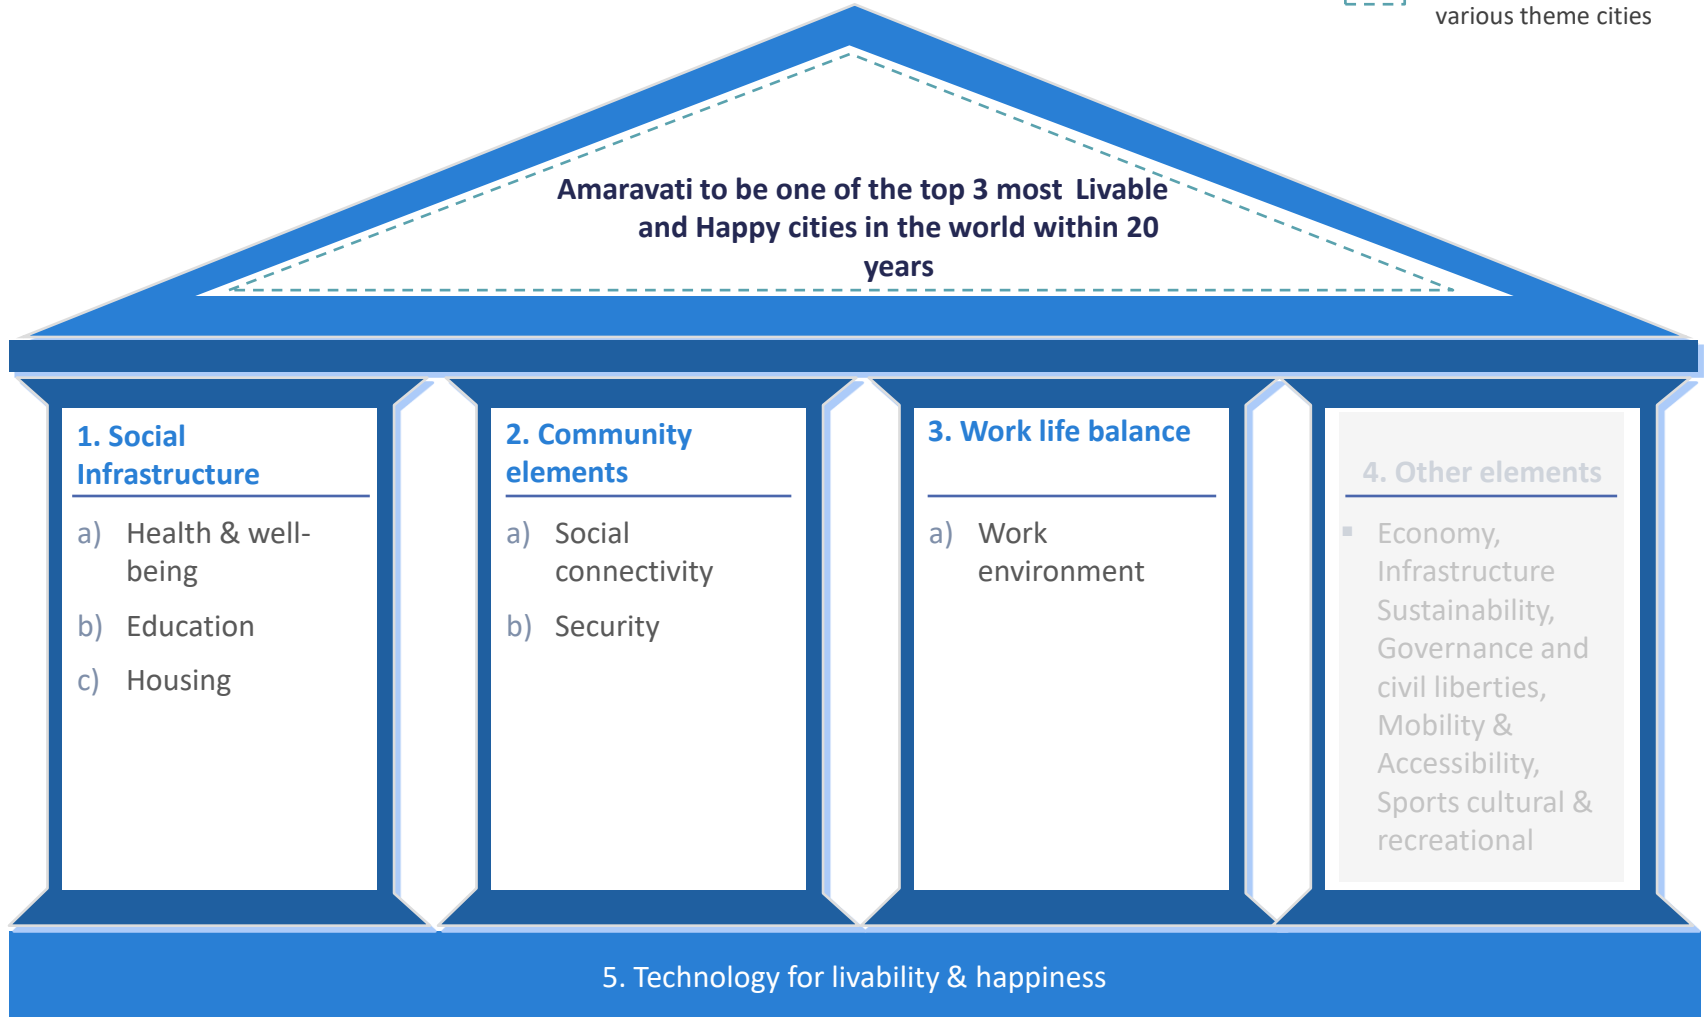 various theme cities
Amaravati to be one of the top 3 most Livable
and Happy cities in the world within 20
years
1. Social
Infrastructure
a) Health & well-
being
b) Education
c) Housing
2. Community
elements
a) Social
connectivity
b) Security
3. Work life balance
a) Work
environment
4. Other elements
▪ Economy,
Infrastructure
Sustainability,
Governance and
civil liberties,
Mobility &
Accessibility,
Sports cultural &
recreational
5. Technology for livability & happiness